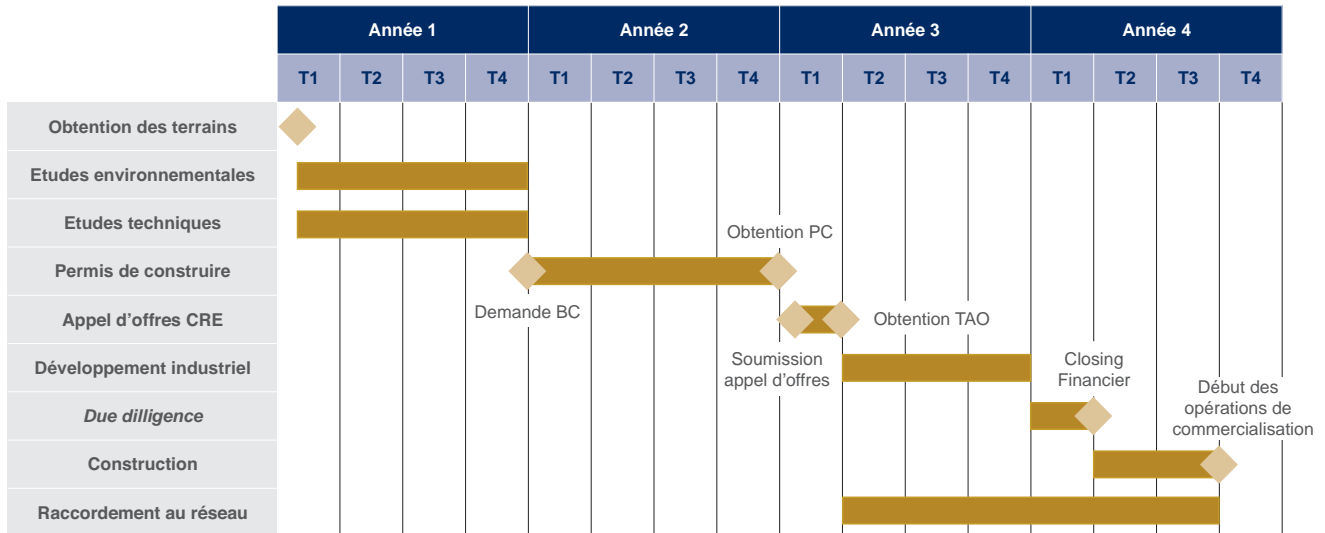 Année 1 Année 2 Année 3 Année 4
T1 T2 T3 T4 T1 T2 T3 T4 T1 T2 T3 T4 T1 T2 T3 T4
Obtention des terrains
Etudes environnementales
Etudes techniques
Obtention PC
Permis de construire
Demande BC
Appel d’offres CRE
Obtention TAO
Soumission
appel d’offres
Développement industriel
Closing
Financier
Due dilligence
Début des
opérations de
commercialisation
Construction
Raccordement au réseau